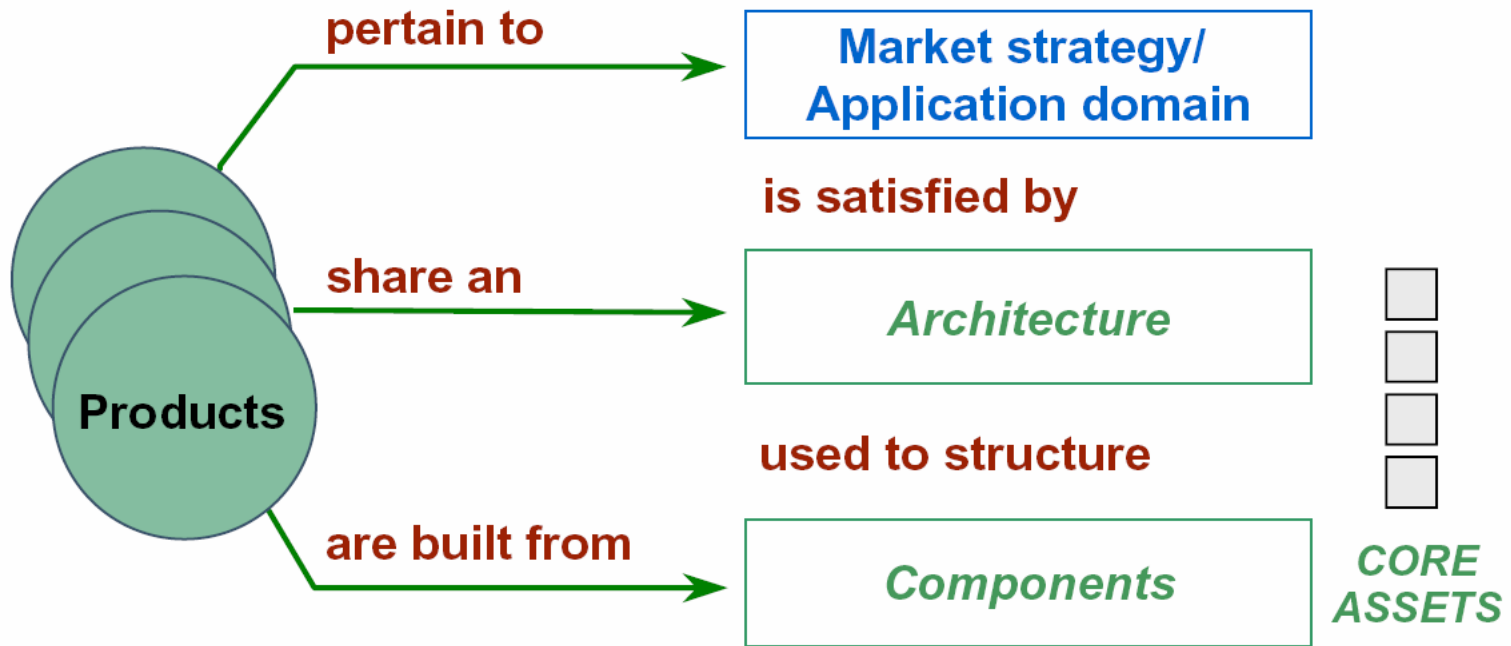 pertain to
Market strategy/
Application domain
is satisfied by
share an
Architecture
Products
used to structure
are built from
Components
CORE
ASSETS